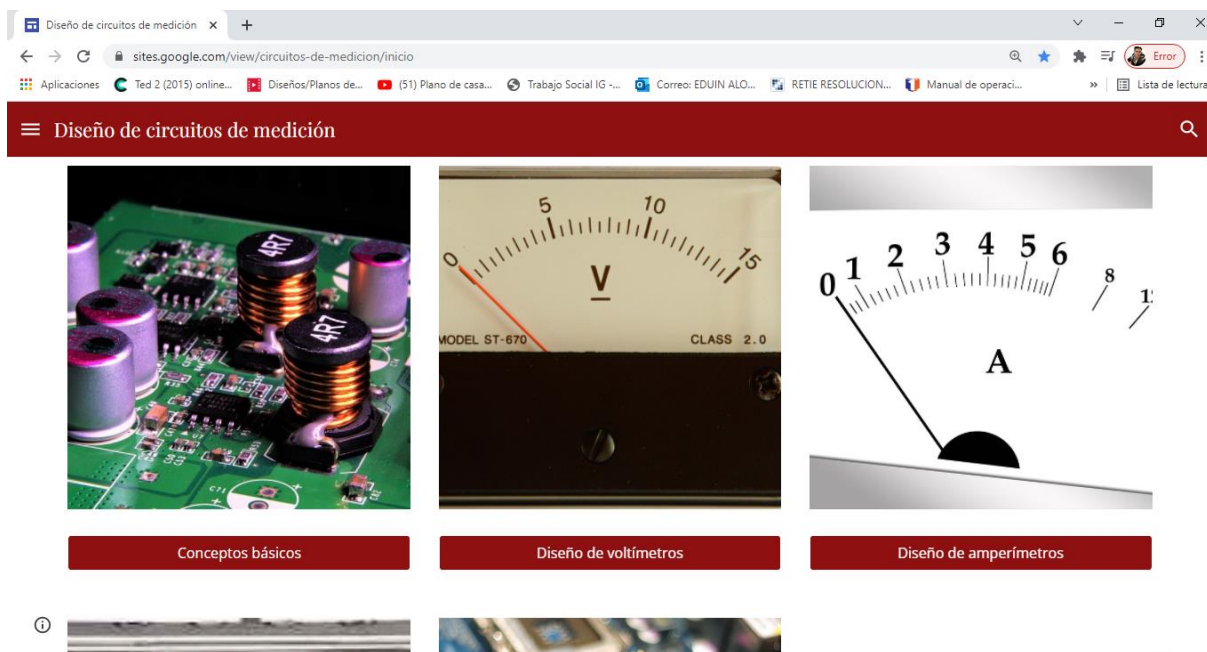 Diseño de circuitos de medición
sites.google.com/view/circuitos-de-medicion/inicio
Error
Aplicaciones
Ted 2 (2015) online...
Diseños/Planos de...
(51) Plano de casa...
Trabajo Social IG -...
Correo: EDUIN ALO...
RETIE RESOLUCION...
Manual de operaci...
»
Lista de lectura
Diseño de circuitos de medición
4R7
4R7
C71
0 5 10 15
V
MODEL ST-670 CLASS 2.0
0 1 2 3 4 5 6 8
A
Conceptos básicos
Diseño de voltímetros
Diseño de amperímetros